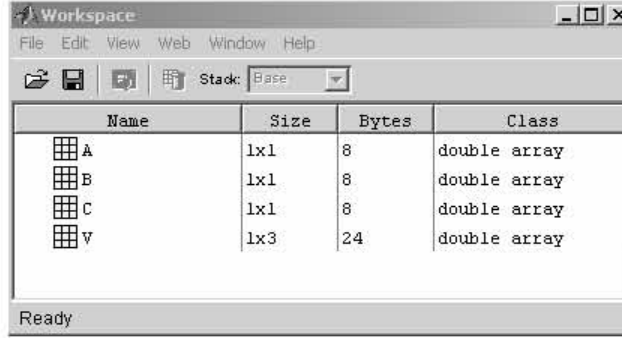 Workspace
File Edit View Web Window Help
Stack: Base
Name Size Bytes Class
A 1x1 8 double array
B 1x1 8 double array
C 1x1 8 double array
V 1x3 24 double array
Ready